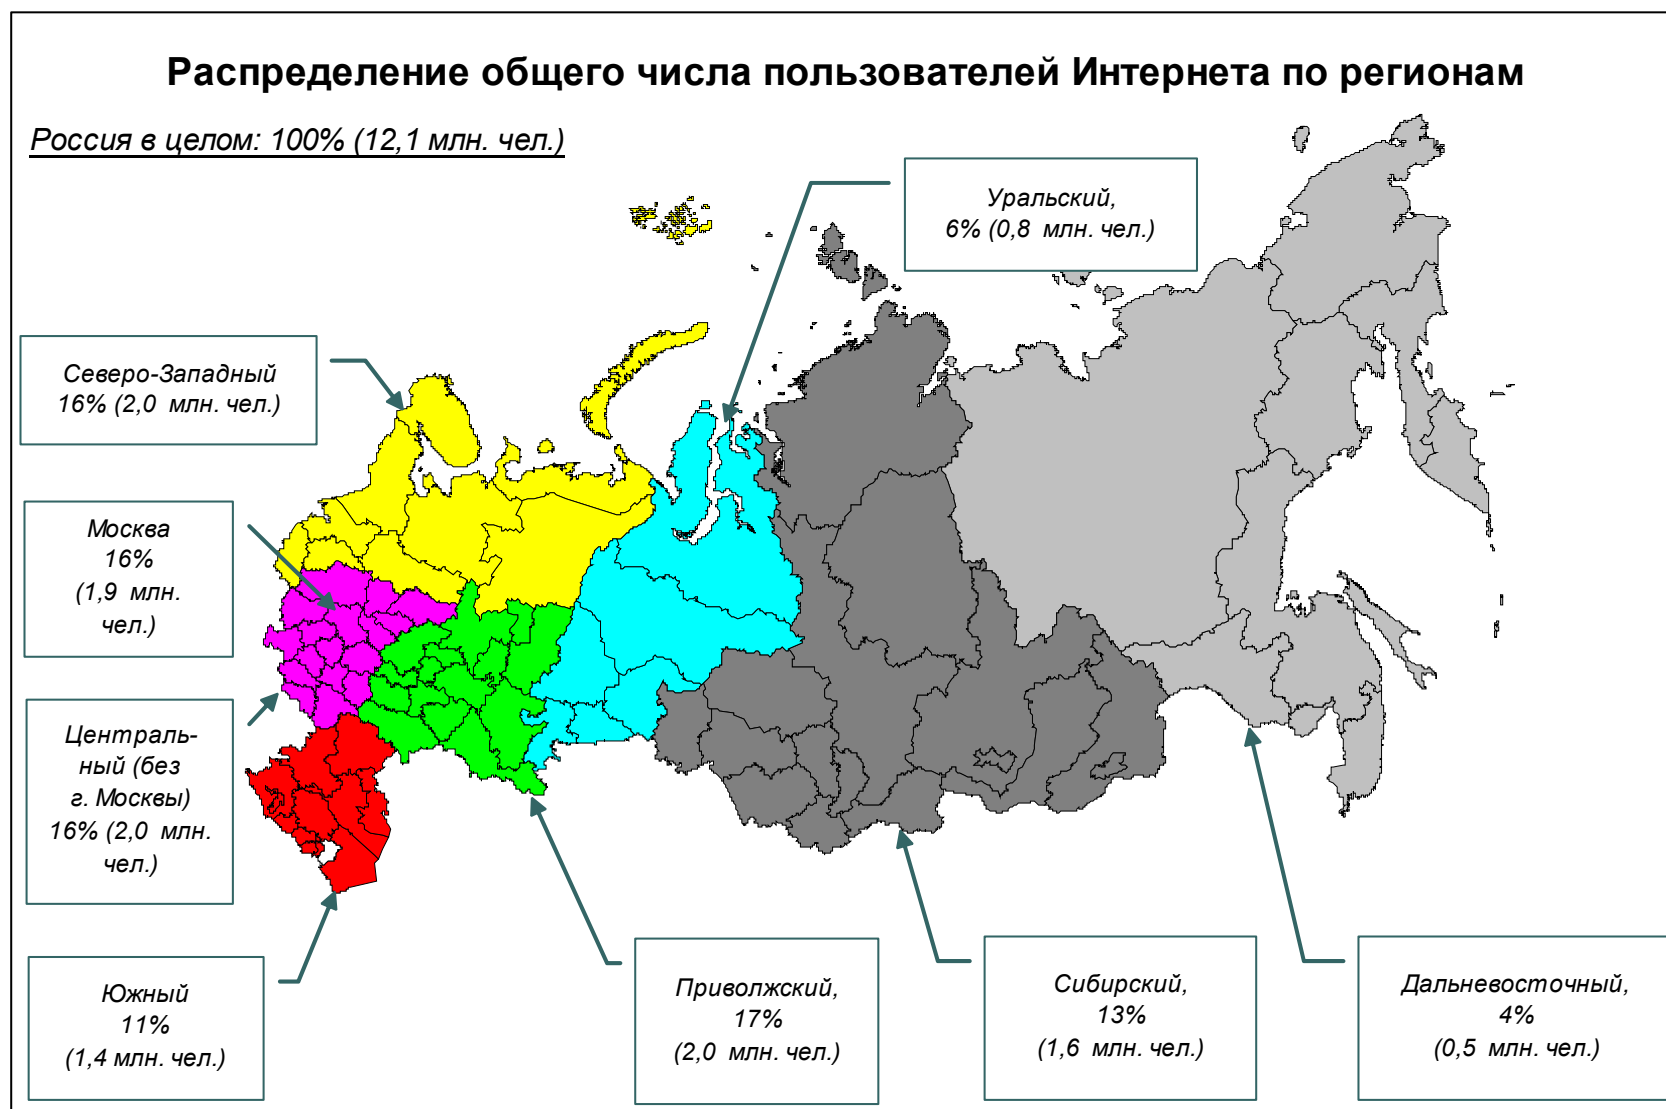 Распределение общего числа пользователей Интернета по регионам
Россия в целом: 100% (12,1 млн. чел.)
Уральский,
6% (0,8 млн. чел.)
Северо-Западный
16% (2,0 млн. чел.)
Москва
16%
(1,9 млн.
чел.)
Централь-
ный (без
г. Москвы)
16% (2,0 млн.
чел.)
Южный
11%
(1,4 млн. чел.)
Приволжский,
17%
(2,0 млн. чел.)
Сибирский,
13%
(1,6 млн. чел.)
Дальневосточный,
4%
(0,5 млн. чел.)